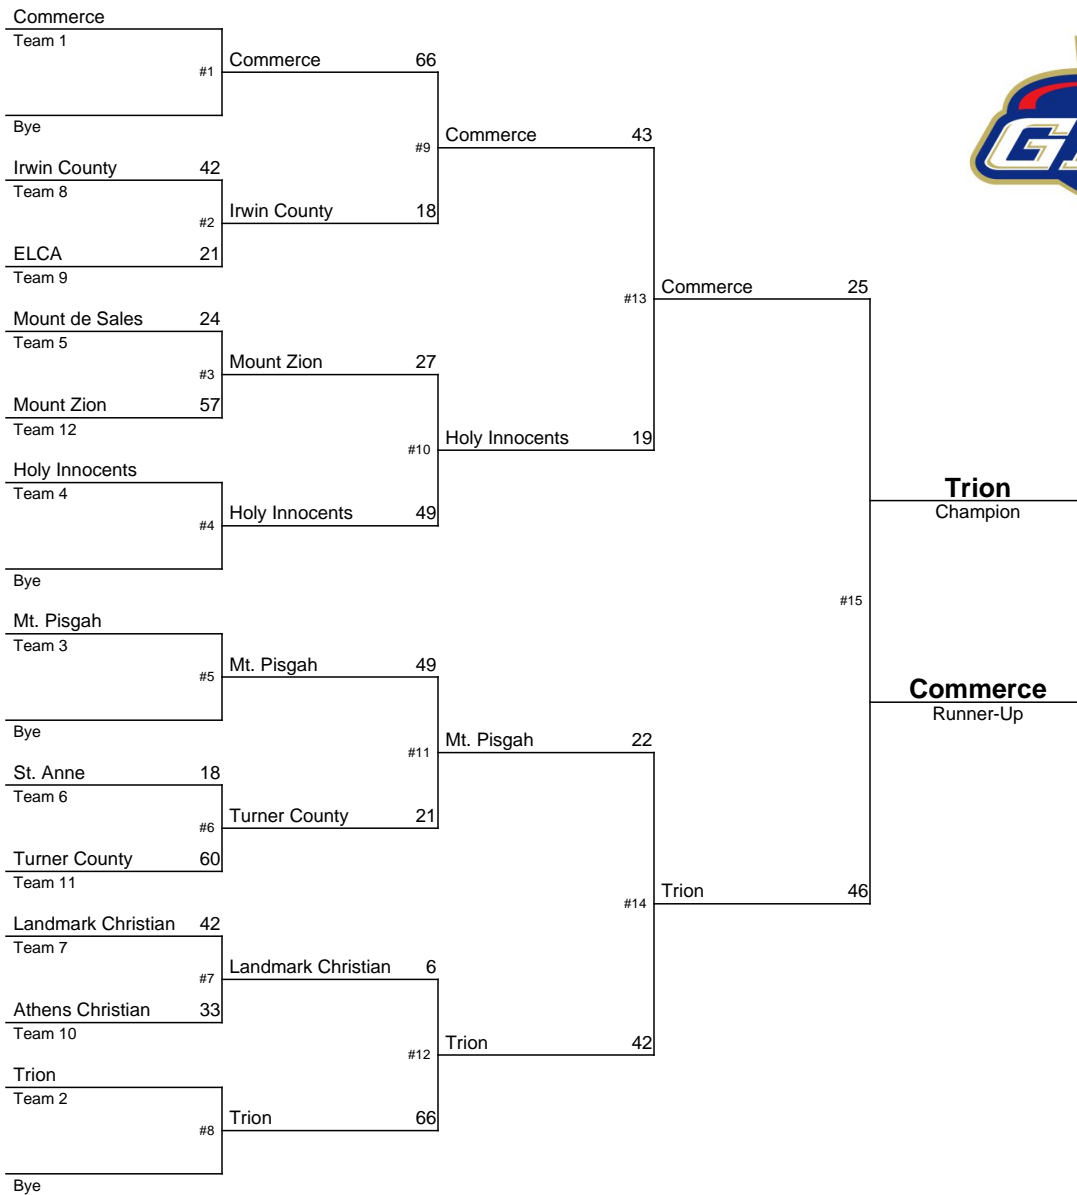 Commerce
Team 1
#1
Commerce 66
Bye
#9
Commerce 43
Irwin County 42
Team 8
#2
Irwin County 18
ELCA 21
Team 9
#13
Commerce 25
Mount de Sales 24
Team 5
#3
Mount Zion 27
Mount Zion 57
Team 12
#10
Holy Innocents 19
Holy Innocents
Team 4
#4
Holy Innocents 49
Bye
Trion
Champion
#15
Mt. Pisgah
Team 3
#5
Mt. Pisgah 49
Bye
Commerce
Runner-Up
#11
Mt. Pisgah 22
St. Anne 18
Team 6
#6
Turner County 21
Turner County 60
Team 11
#14
Trion 46
Landmark Christian 42
Team 7
#7
Landmark Christian 6
Athens Christian 33
Team 10
#12
Trion 42
Trion
Team 2
#8
Trion 66
Bye